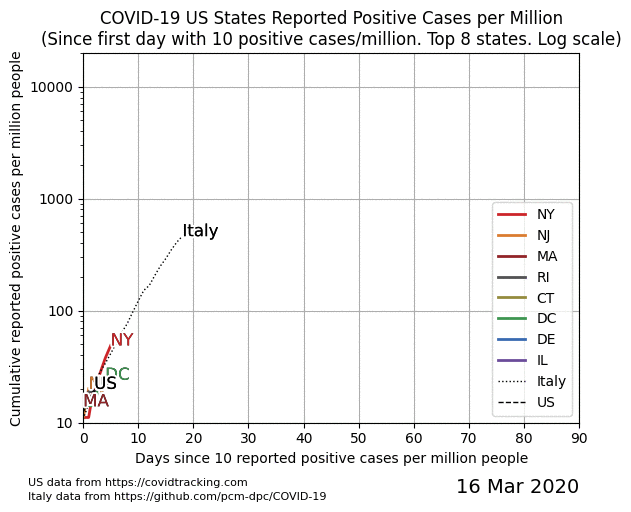 COVID-19 US States Reported Positive Cases per Million
(Since first day with 10 positive cases/million. Top 8 states. Log scale)
Cumulative reported positive cases per million people
10000
1000
100
10
Italy
NY
DC
US
MA
NY
NJ
MA
RI
CT
DC
DE
IL
Italy
US
0 10 20 30 40 50 60 70 80 90
Days since 10 reported positive cases per million people
US data from https://covidtracking.com
Italy data from https://github.com/pcm-dpc/COVID-19
16 Mar 2020